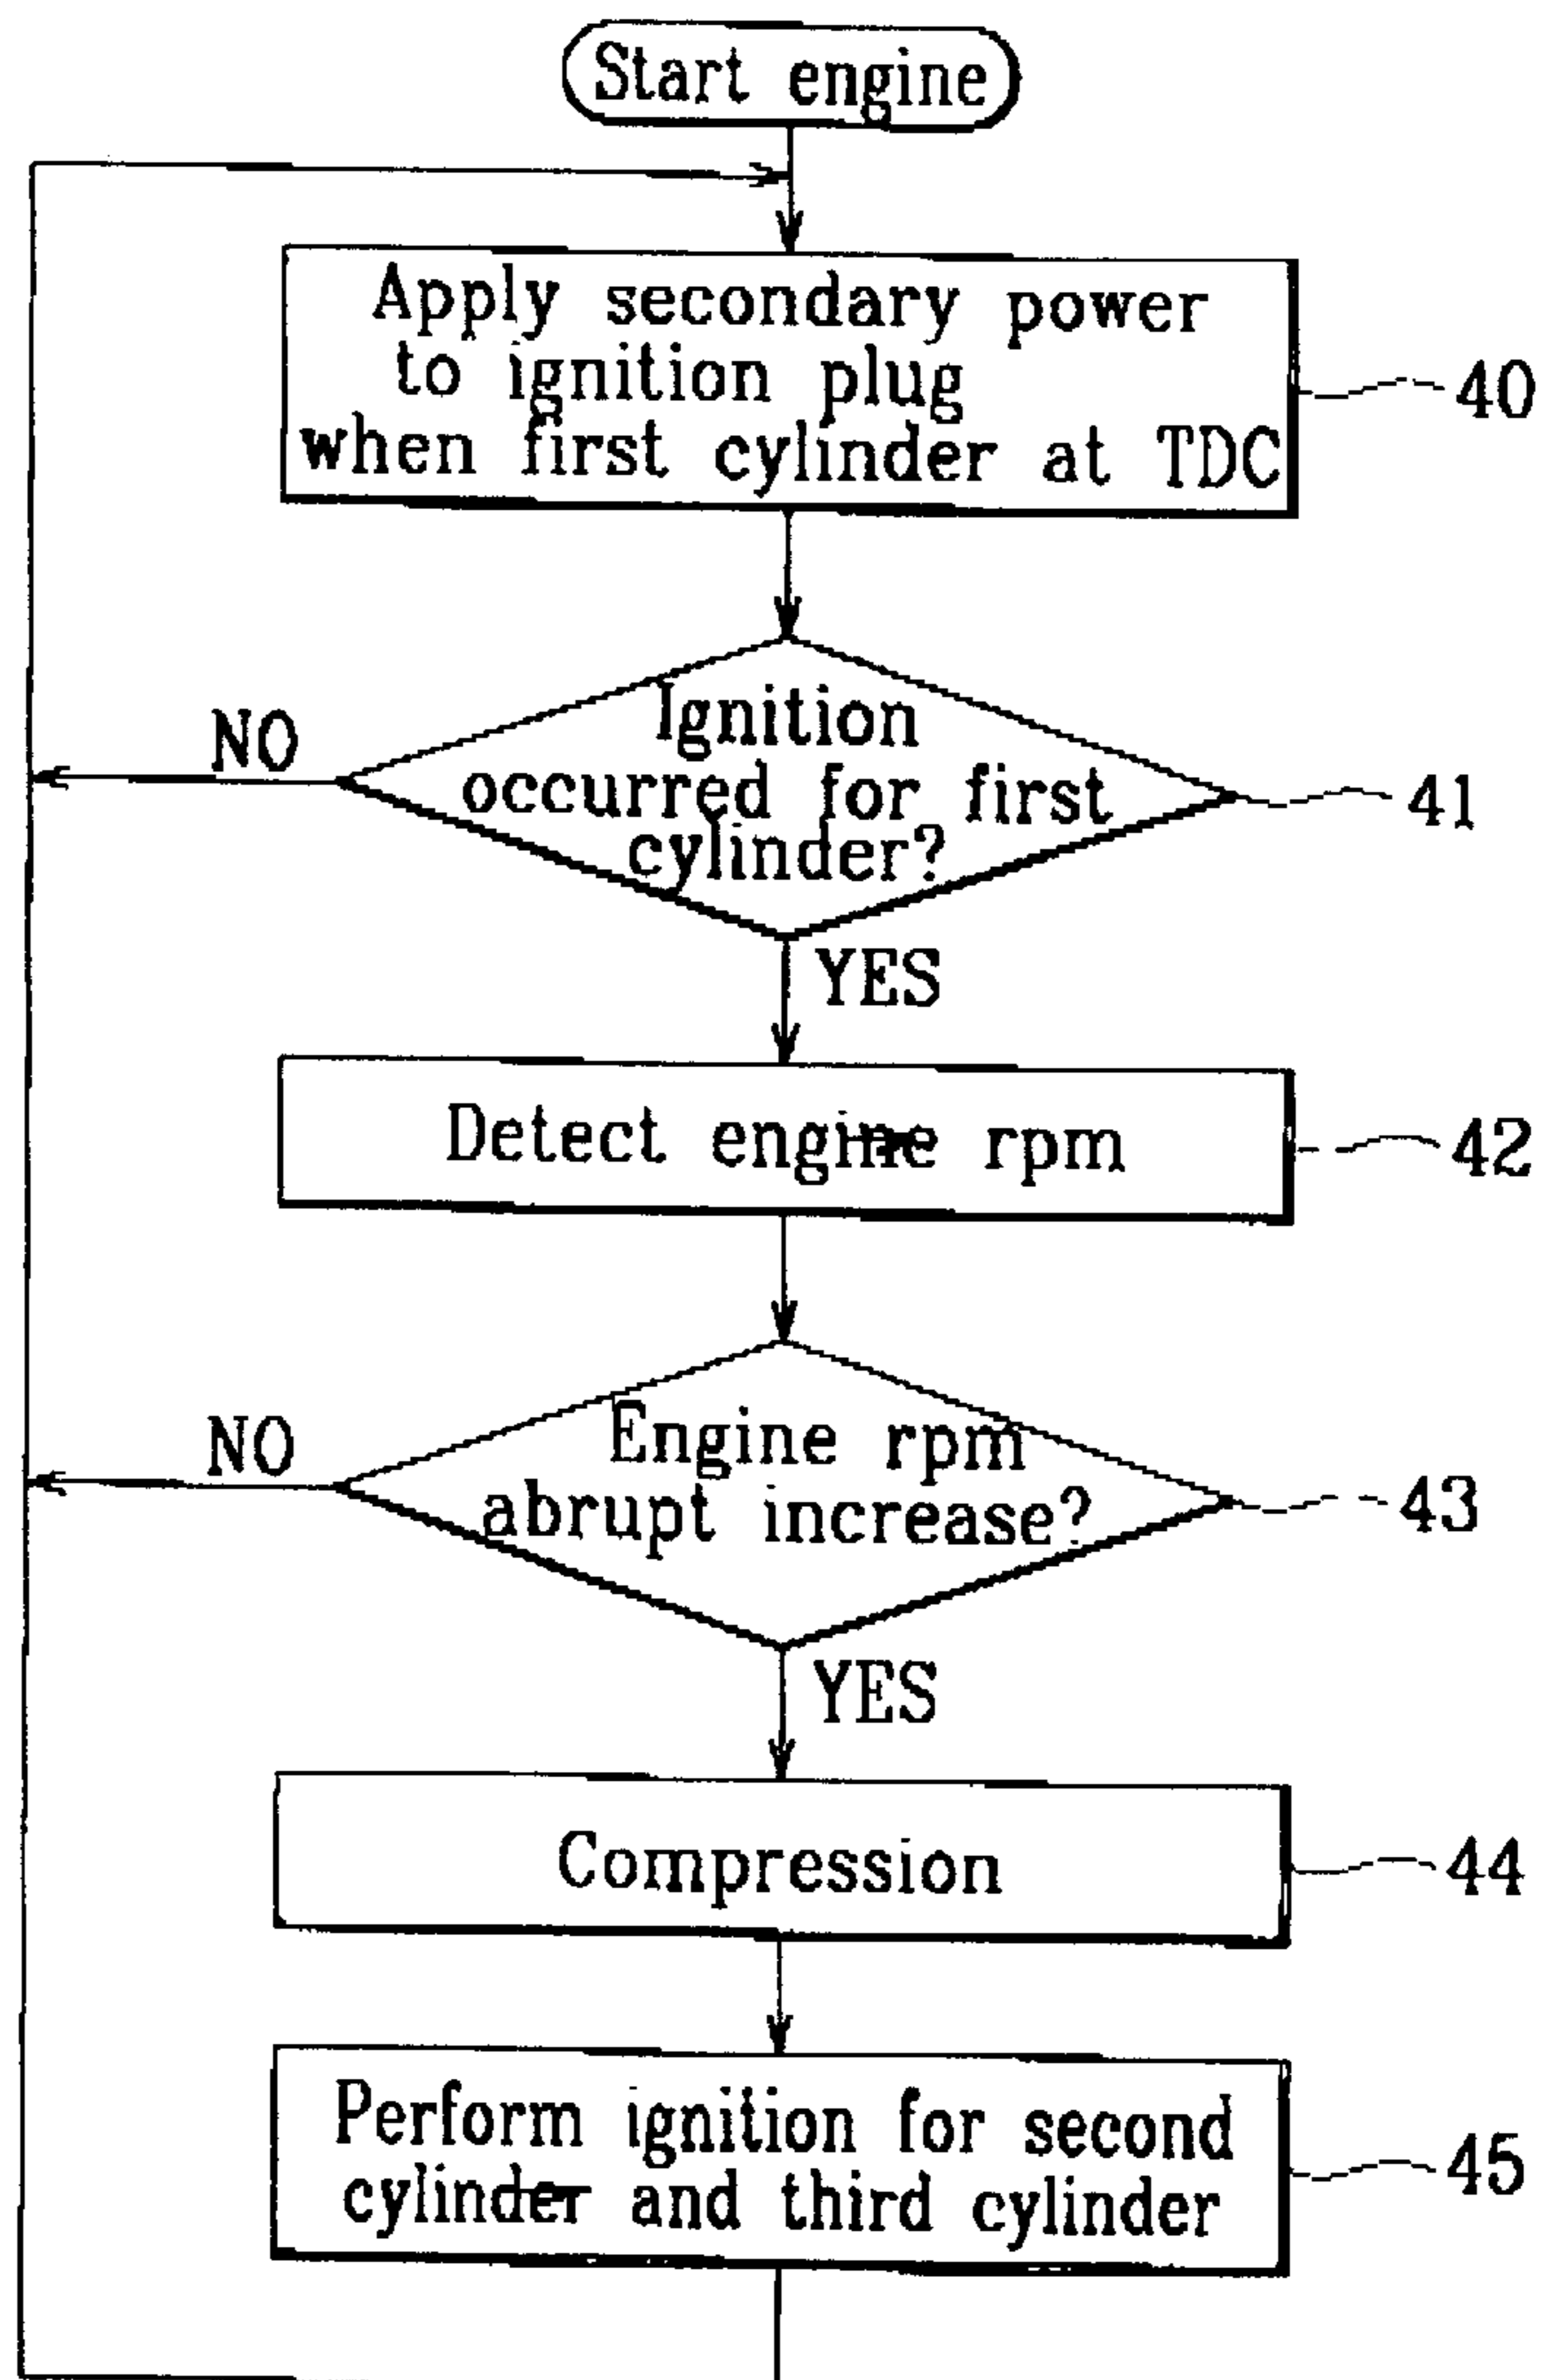 Start engine
Apply secondary power
to ignition plug
when first cylinder at TDC
40
Ignition
occurred for first
cylinder?
41
NO
YES
Detect engine rpm
42
Engine rpm
abrupt increase?
43
NO
YES
Compression
44
Perform ignition for second
cylinder and third cylinder
45